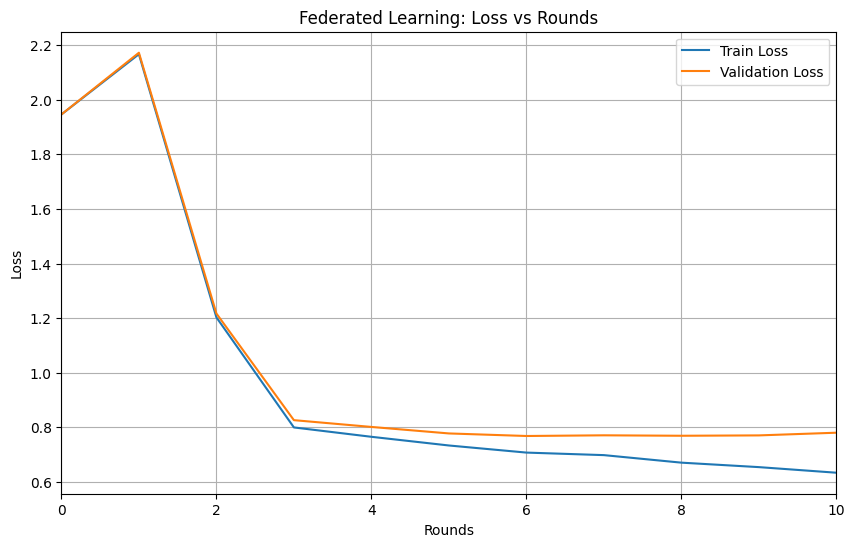 Federated Learning: Loss vs Rounds
Train Loss
Validation Loss
2.2
2.0
1.8
1.6
1.4
1.2
1.0
0.8
0.6
Loss
0 2 4 6 8 10
Rounds